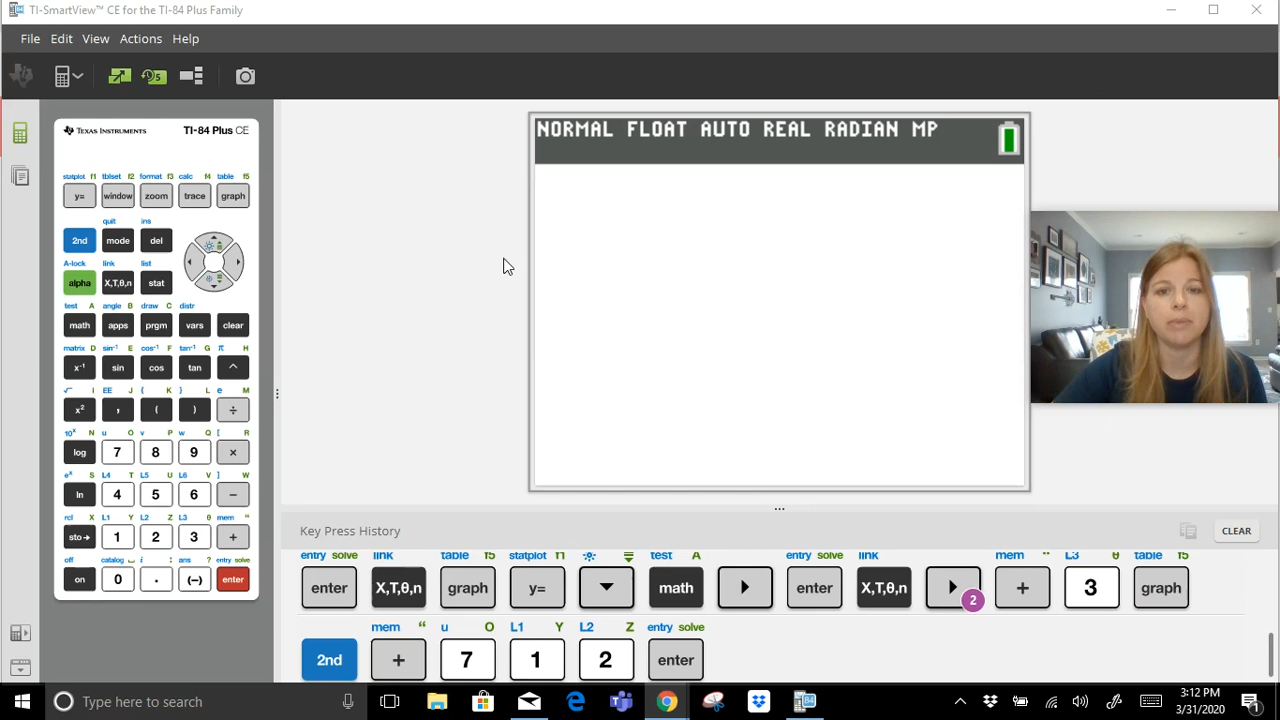 TI-SmartView™ CE for the TI-84 Plus Family
File Edit View Actions Help
TEXAS INSTRUMENTS TI-84 Plus CE
statplot f1 tblset f2 format f3 calc f4 table f5
y= window zoom trace graph
quit ins
2nd mode del
A-lock link list
alpha X,T,θ,n stat
test A angle B draw C distr
math apps prgm vars clear
matrix D sin⁻¹ E cos⁻¹ F tan⁻¹ G π H
x⁻¹ sin cos tan ^
√ I EE J { K } L e M
x² , ( ) ÷
10ˣ N u O v P w Q [ R
log 7 8 9 ×
eˣ S L4 T L5 U L6 V ] W
ln 4 5 6 −
rcl X L1 Y L2 Z L3 θ mem “
sto→ 1 2 3 +
off catalog i : ans ? entry solve
on 0 . (−) enter
NORMAL FLOAT AUTO REAL RADIAN MP
Key Press History
CLEAR
entry solve link table f5 statplot f1 test A entry solve link mem “ L3 θ table f5
enter X,T,θ,n graph y= math enter X,T,θ,n 2 + 3 graph
mem “ u O L1 Y L2 Z entry solve
2nd + 7 1 2 enter
Type here to search
3:12 PM
3/31/2020